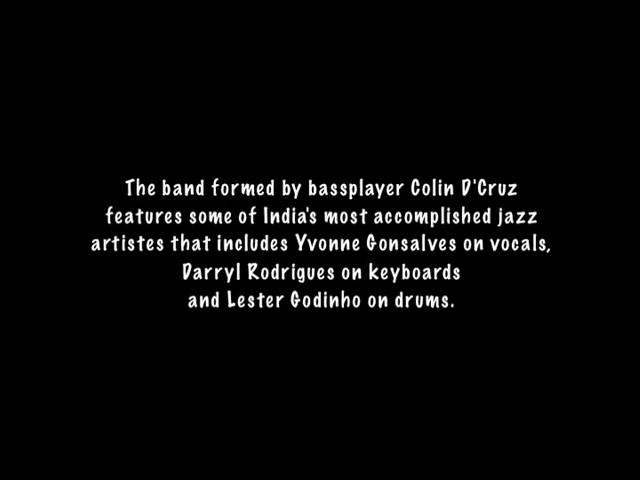 The band formed by bassplayer Colin D'Cruz
features some of India's most accomplished jazz
artistes that includes Yvonne Gonsalves on vocals,
Darryl Rodrigues on keyboards
and Lester Godinho on drums.